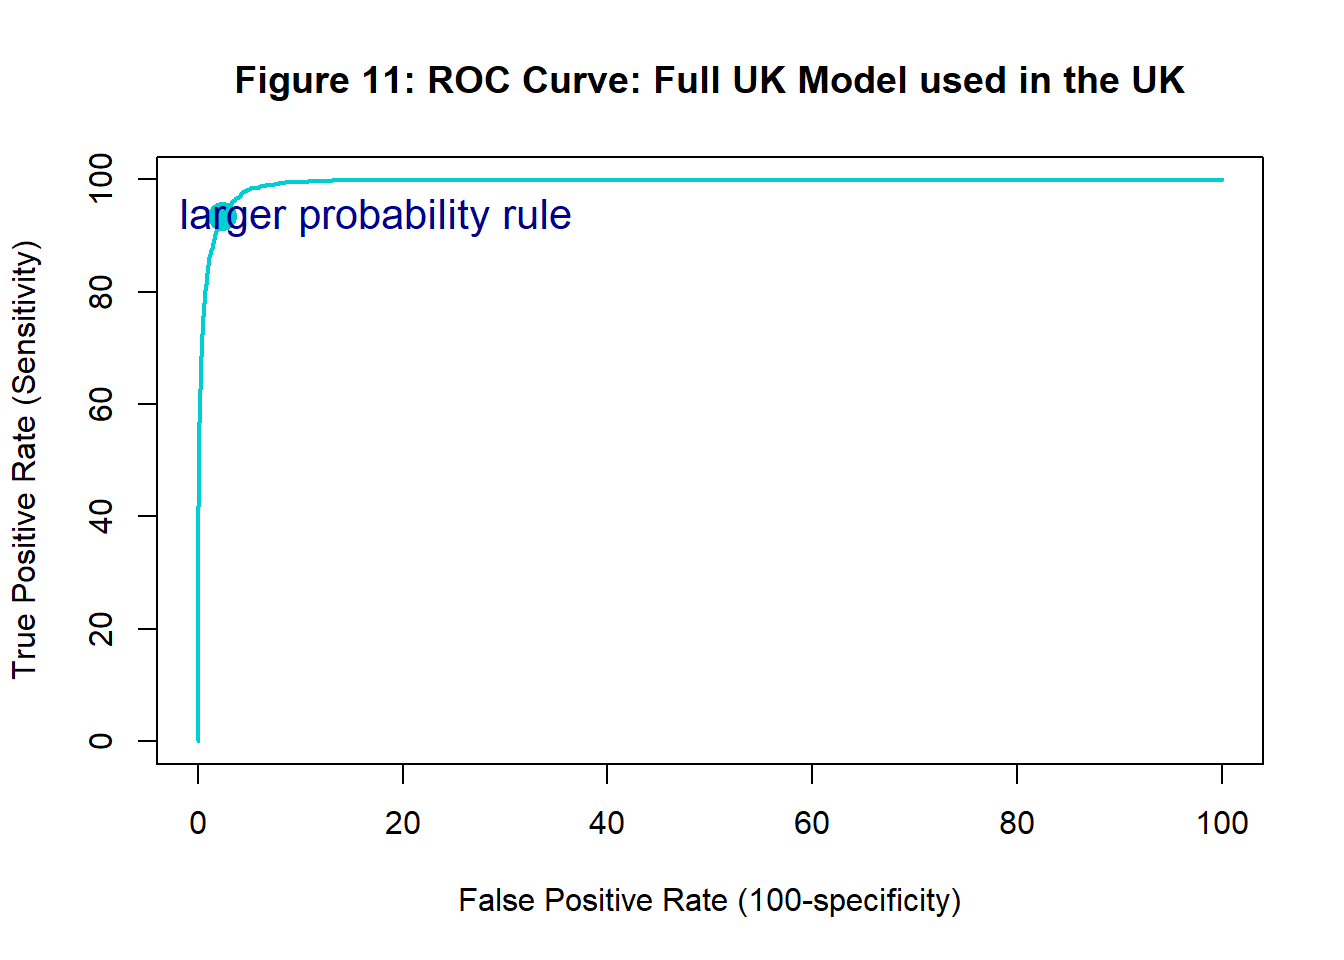 Figure 11: ROC Curve: Full UK Model used in the UK
True Positive Rate (Sensitivity)
100
80
60
40
20
0
larger probability rule
0 20 40 60 80 100
False Positive Rate (100-specificity)